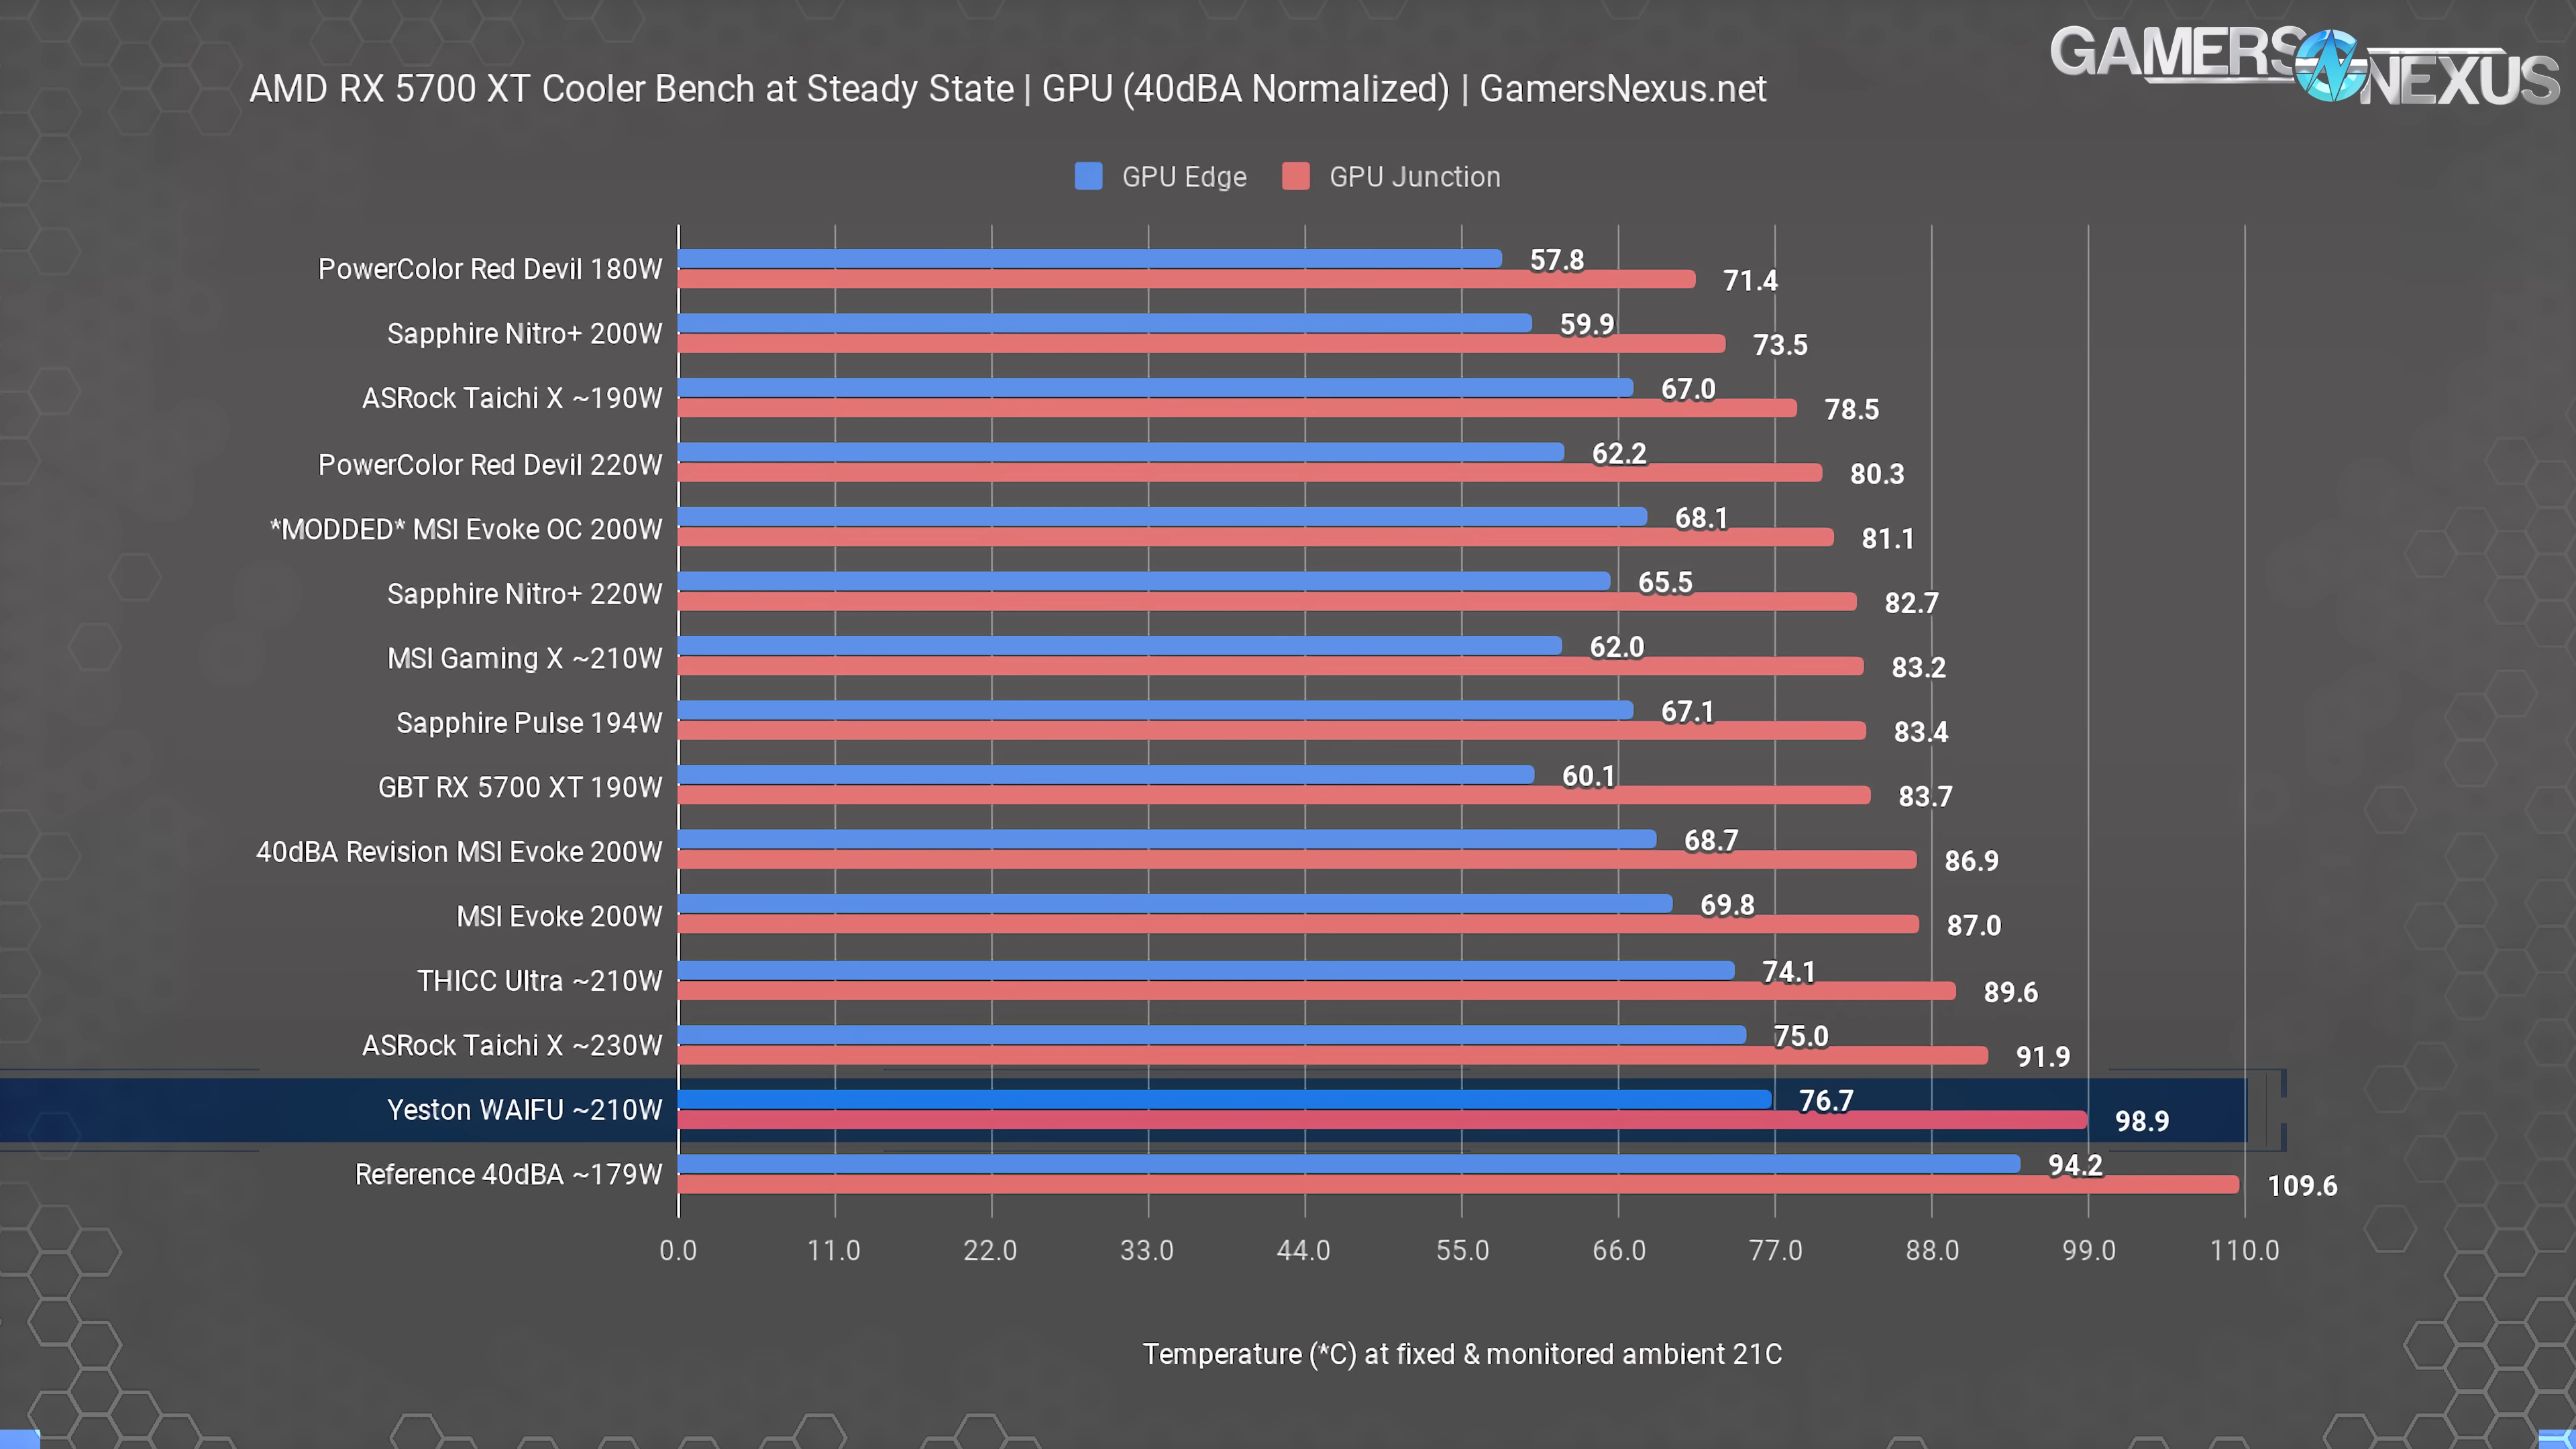 GAMERS NEXUS
AMD RX 5700 XT Cooler Bench at Steady State | GPU (40dBA Normalized) | GamersNexus.net
GPU Edge GPU Junction
PowerColor Red Devil 180W 57.8 71.4
Sapphire Nitro+ 200W 59.9 73.5
ASRock Taichi X ~190W 67.0 78.5
PowerColor Red Devil 220W 62.2 80.3
*MODDED* MSI Evoke OC 200W 68.1 81.1
Sapphire Nitro+ 220W 65.5 82.7
MSI Gaming X ~210W 62.0 83.2
Sapphire Pulse 194W 67.1 83.4
GBT RX 5700 XT 190W 60.1 83.7
40dBA Revision MSI Evoke 200W 68.7 86.9
MSI Evoke 200W 69.8 87.0
THICC Ultra ~210W 74.1 89.6
ASRock Taichi X ~230W 75.0 91.9
Yeston WAIFU ~210W 76.7 98.9
Reference 40dBA ~179W 94.2 109.6
0.0 11.0 22.0 33.0 44.0 55.0 66.0 77.0 88.0 99.0 110.0
Temperature (*C) at fixed & monitored ambient 21C